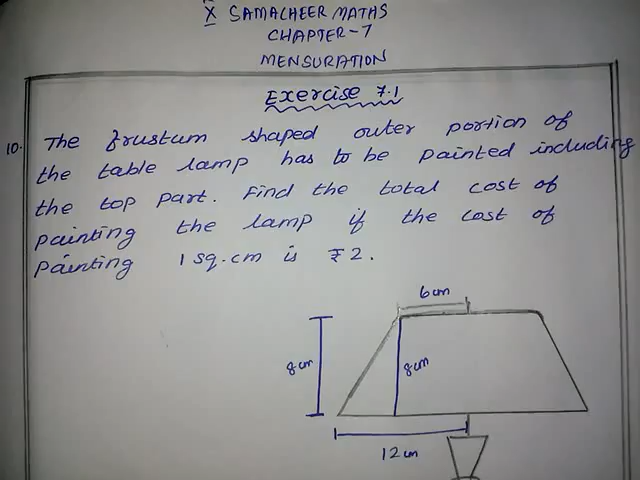 X SAMACHEER MATHS
CHAPTER-7
MENSURATION
Exercise 7.1
10. The frustum shaped outer portion of
the table lamp has to be painted including
the top part. Find the total cost of
painting the lamp if the cost of
painting 1 sq.cm is ₹2.
6cm
8cm
8cm
12cm